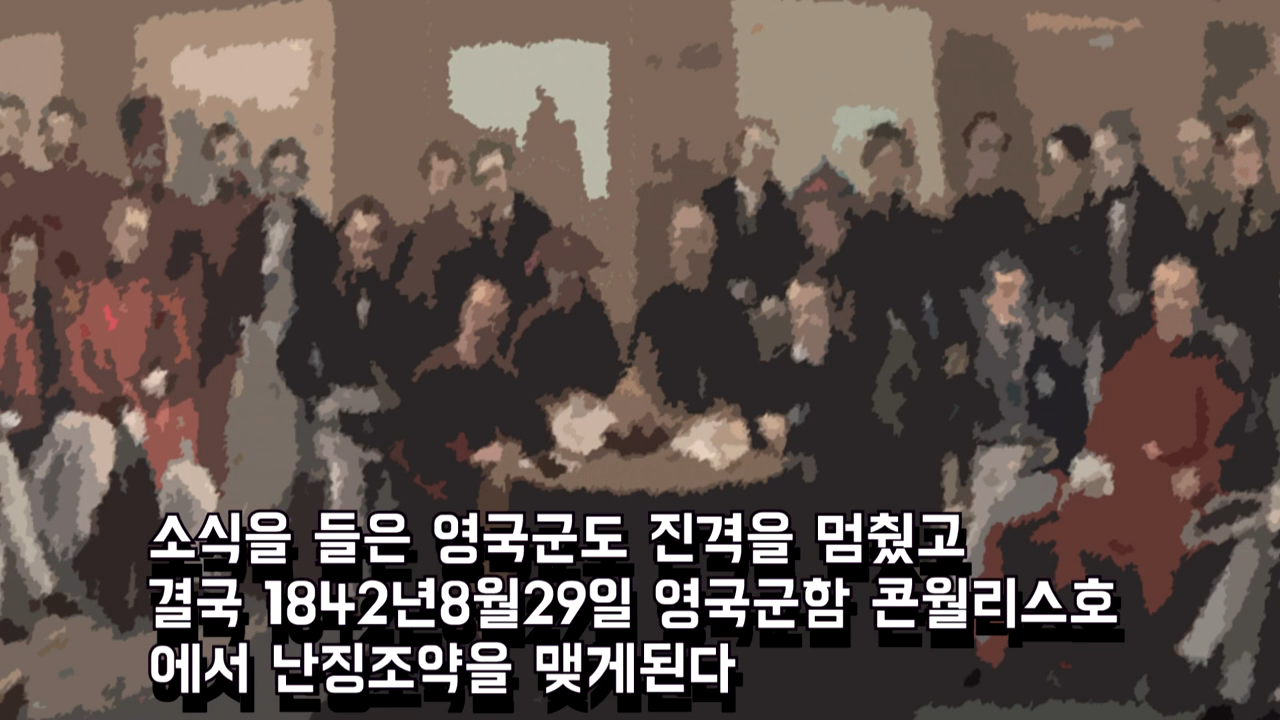 소식을 들은 영국군도 진격을 멈췄고
결국 1842년8월29일 영국군함 콘월리스호
에서 난징조약을 맺게된다